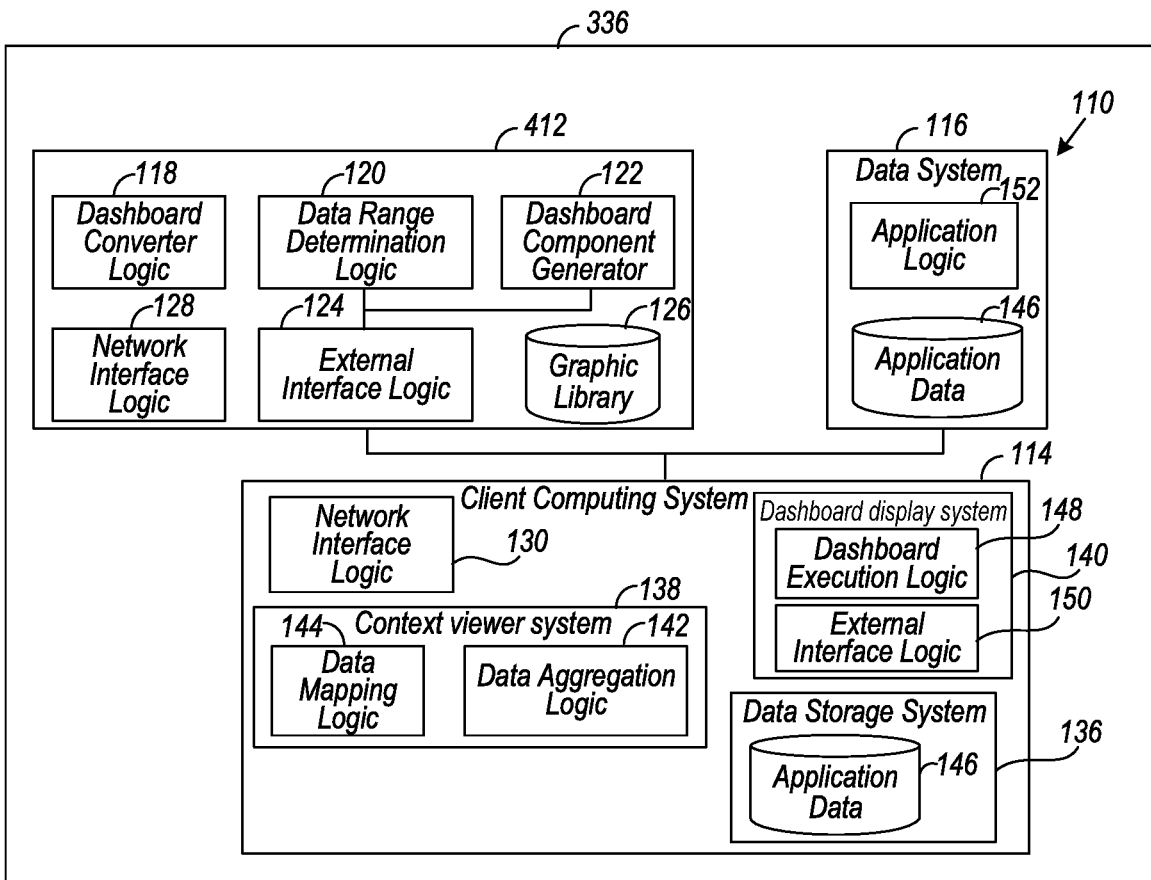 336
110
412
116
118
120
122
Data System
152
Dashboard
Converter
Logic
Data Range
Determination
Logic
Dashboard
Component
Generator
Application
Logic
128
124
126
146
Network
Interface
Logic
External
Interface Logic
Graphic
Library
Application
Data
114
Client Computing System
Network
Interface
Logic
130
Dashboard display system
148
Dashboard
Execution Logic
140
150
External
Interface Logic
138
Context viewer system
144
142
Data
Mapping
Logic
Data Aggregation
Logic
Data Storage System
136
146
Application
Data